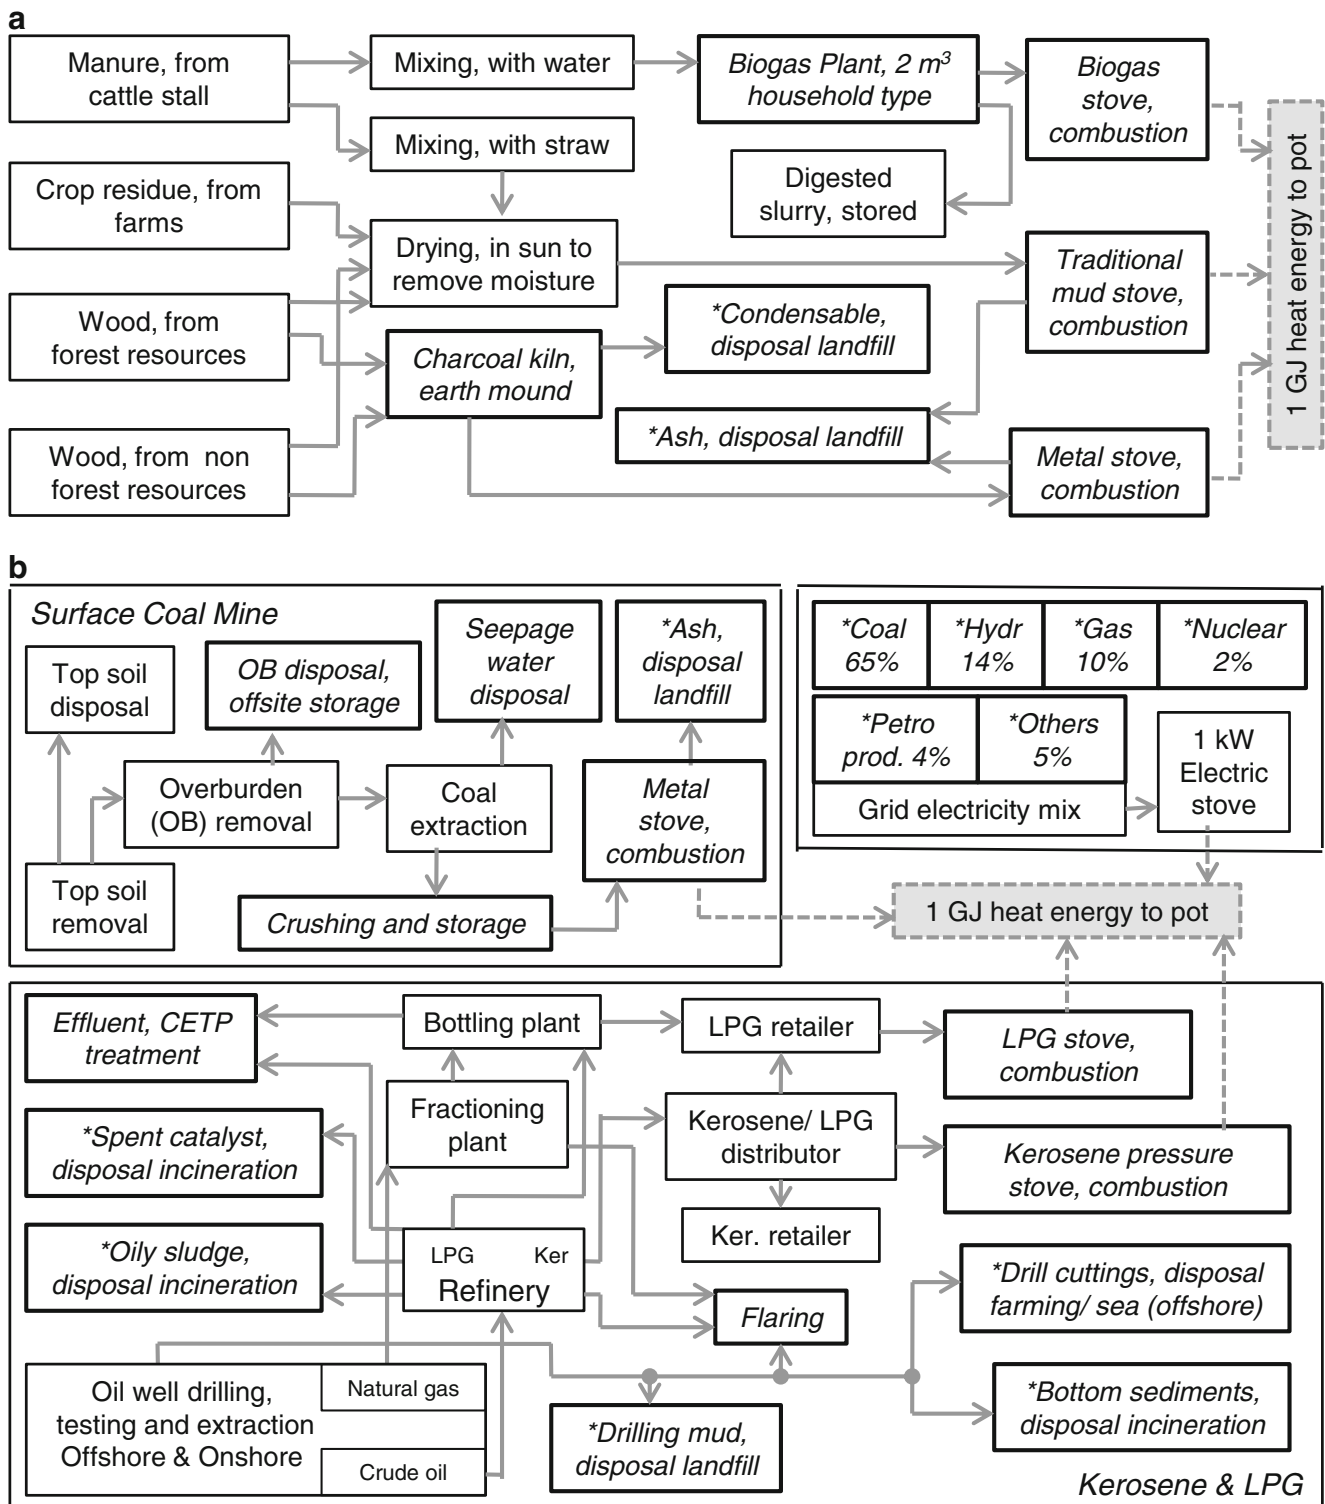 a
Manure, from
cattle stall
Mixing, with water
Biogas Plant, 2 m³
household type
Biogas
stove,
combustion
Mixing, with straw
Crop residue, from
farms
Digested
slurry, stored
Drying, in sun to
remove moisture
Traditional
mud stove,
combustion
1 GJ heat energy to pot
Wood, from
forest resources
*Condensable,
disposal landfill
Charcoal kiln,
earth mound
*Ash, disposal landfill
Wood, from non
forest resources
Metal stove,
combustion
b
Surface Coal Mine
Top soil
disposal
OB disposal,
offsite storage
Seepage
water
disposal
*Ash,
disposal
landfill
Overburden
(OB) removal
Coal
extraction
Metal
stove,
combustion
Top soil
removal
Crushing and storage
*Coal
65%
*Hydr
14%
*Gas
10%
*Nuclear
2%
*Petro
prod. 4%
*Others
5%
Grid electricity mix
1 kW
Electric
stove
1 GJ heat energy to pot
Effluent, CETP
treatment
Bottling plant
LPG retailer
LPG stove,
combustion
Fractioning
plant
Kerosene/ LPG
distributor
*Spent catalyst,
disposal incineration
Kerosene pressure
stove, combustion
Ker. retailer
*Oily sludge,
disposal incineration
LPG
Ker
Refinery
Flaring
*Drill cuttings, disposal
farming/ sea (offshore)
Oil well drilling,
testing and extraction
Offshore & Onshore
Natural gas
Crude oil
*Drilling mud,
disposal landfill
*Bottom sediments,
disposal incineration
Kerosene & LPG